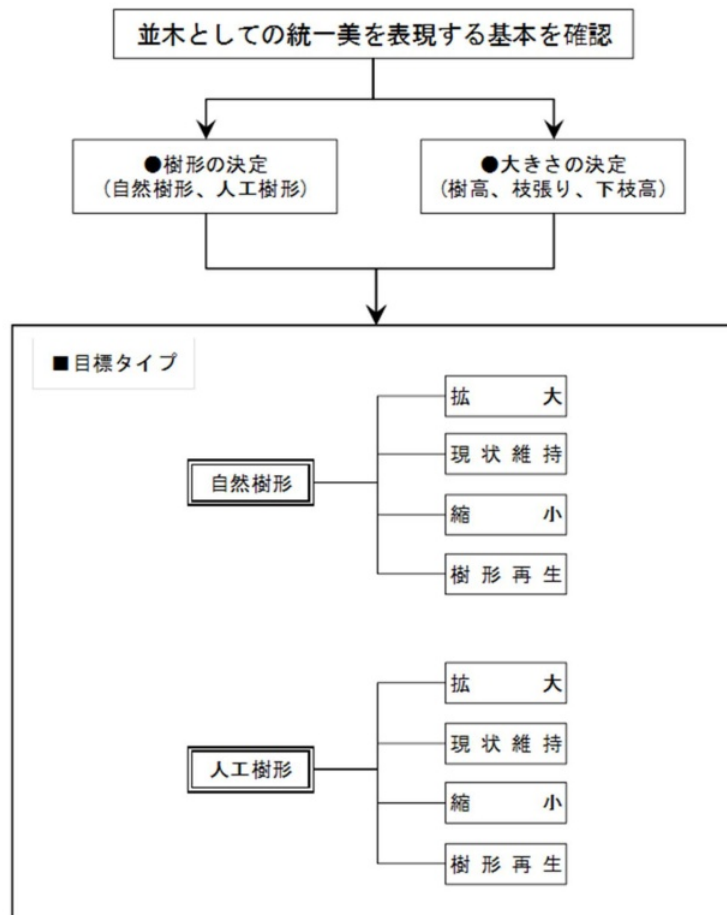 並木としての統一美を表現する基本を確認
●樹形の決定
(自然樹形、人工樹形)
●大きさの決定
(樹高、枝張り、下枝高)
■目標タイプ
自然樹形
拡大
現状維持
縮小
樹形再生
人工樹形
拡大
現状維持
縮小
樹形再生